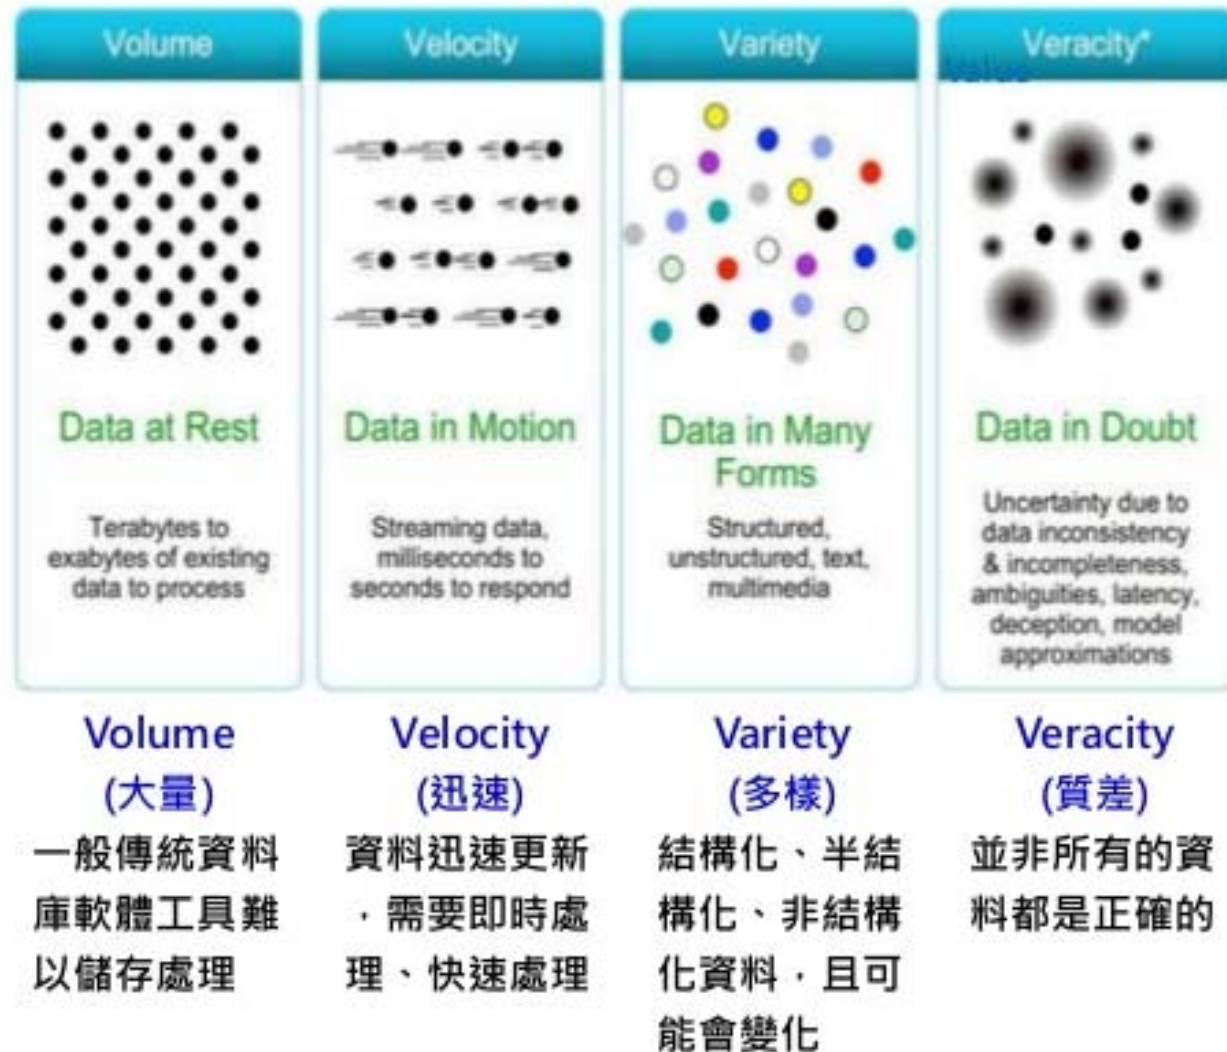 Volume
Data at Rest
Terabytes to
exabytes of existing
data to process
Velocity
Data in Motion
Streaming data,
milliseconds to
seconds to respond
Variety
Data in Many
Forms
Structured,
unstructured, text,
multimedia
Veracity*
Value
Data in Doubt
Uncertainty due to
data inconsistency
& incompleteness,
ambiguities, latency,
deception, model
approximations
Volume
(大量)
一般傳統資料
庫軟體工具難
以儲存處理
Velocity
(迅速)
資料迅速更新
，需要即時處
理、快速處理
Variety
(多樣)
結構化、半結
構化、非結構
化資料，且可
能會變化
Veracity
(質差)
並非所有的資
料都是正確的